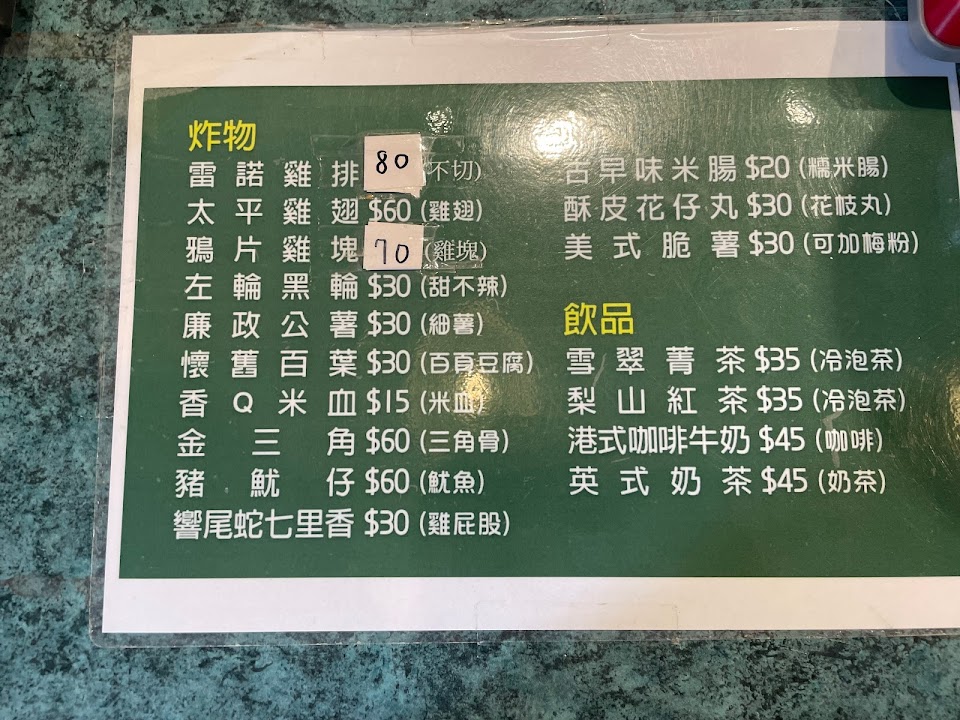 炸物
雷諾雞排 80 (不切)
太平雞翅 $60 (雞翅)
鴉片雞塊 70 (雞塊)
左輪黑輪 $30 (甜不辣)
廉政公薯 $30 (細薯)
懷舊百葉 $30 (百頁豆腐)
香Q米血 $15 (米血)
金三角 $60 (三角骨)
豬魷仔 $60 (魷魚)
響尾蛇七里香 $30 (雞屁股)
古早味米腸 $20 (糯米腸)
酥皮花仔丸 $30 (花枝丸)
美式脆薯 $30 (可加梅粉)
飲品
雪翠菁茶 $35 (冷泡茶)
梨山紅茶 $35 (冷泡茶)
港式咖啡牛奶 $45 (咖啡)
英式奶茶 $45 (奶茶)